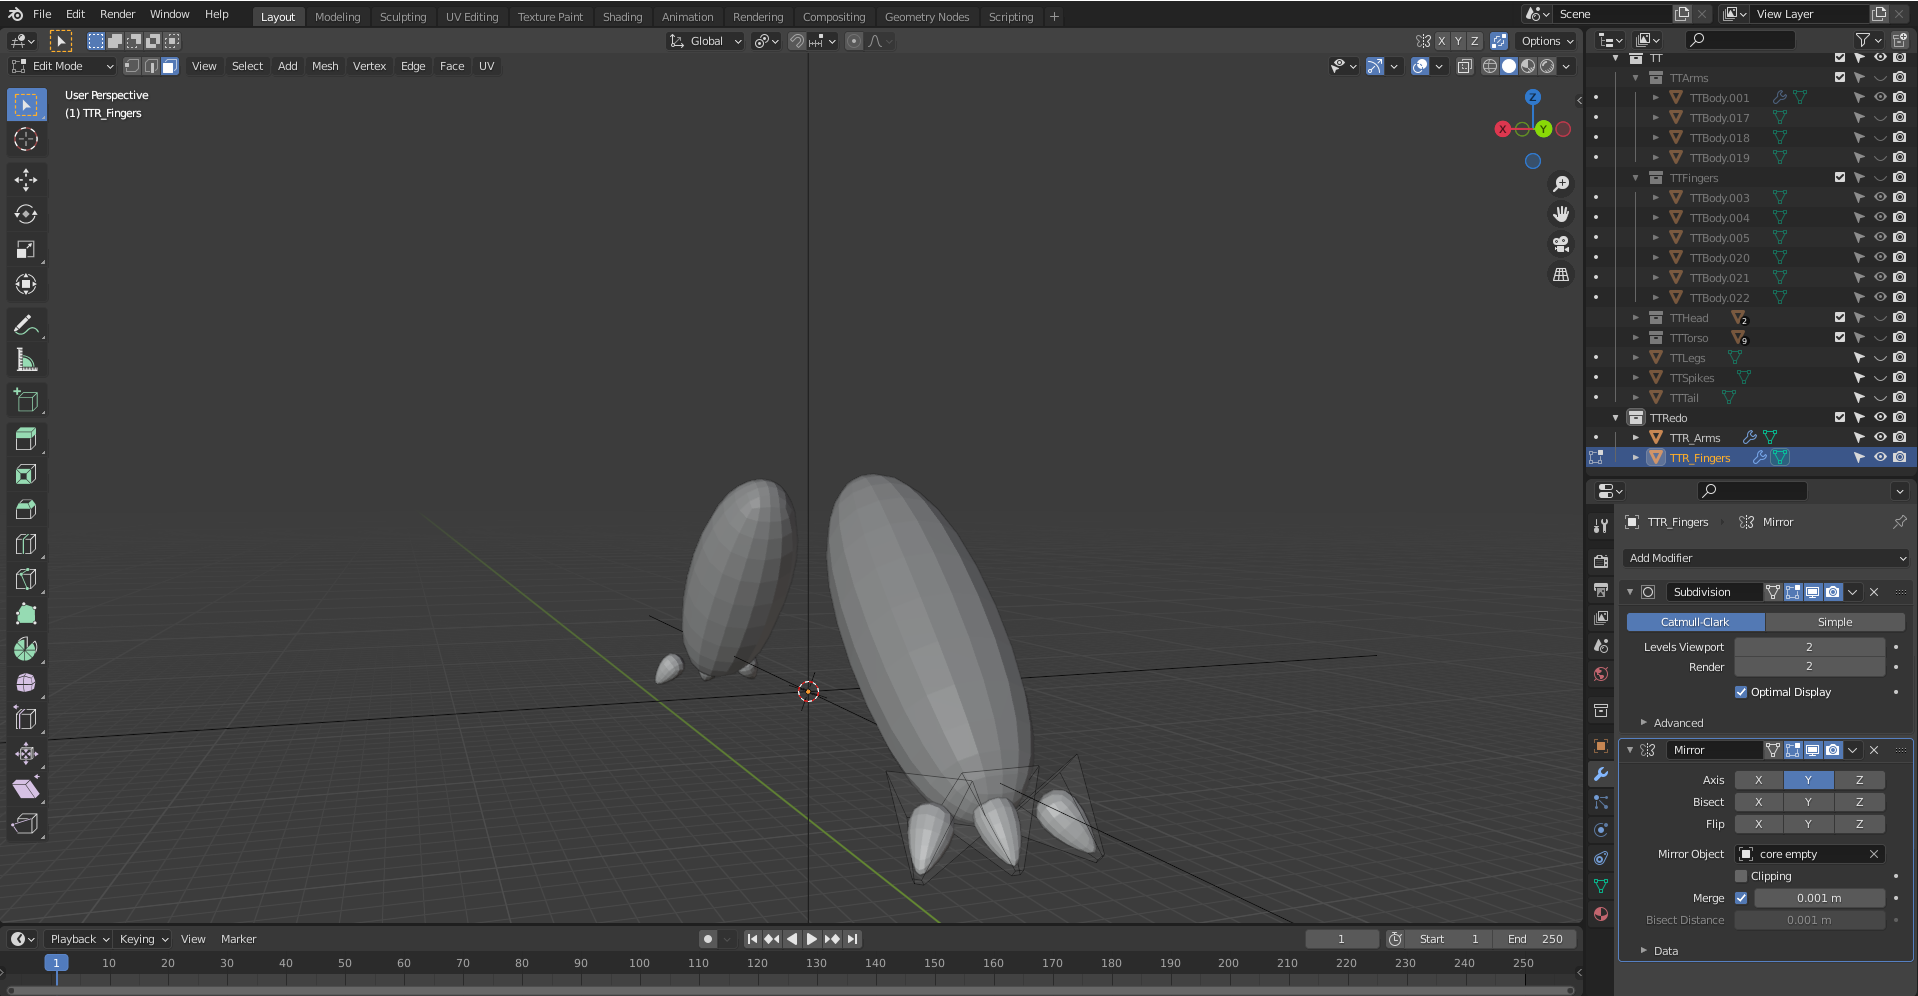 File Edit Render Window Help
Layout Modeling Sculpting UV Editing Texture Paint Shading Animation Rendering Compositing Geometry Nodes Scripting +
Scene
View Layer
Global
X Y Z
Options
Edit Mode
View Select Add Mesh Vertex Edge Face UV
User Perspective
(1) TTR_Fingers
Z
X
Y
TT
TTArms
TTBody.001
TTBody.017
TTBody.018
TTBody.019
TTFingers
TTBody.003
TTBody.004
TTBody.005
TTBody.020
TTBody.021
TTBody.022
TTHead 2
TTTorso 9
TTLegs
TTSpikes
TTTail
TTRedo
TTR_Arms
TTR_Fingers
TTR_Fingers Mirror
Add Modifier
Subdivision
Catmull-Clark Simple
Levels Viewport 2
Render 2
Optimal Display
Advanced
Mirror
Axis X Y Z
Bisect X Y Z
Flip X Y Z
Mirror Object core empty
Clipping
Merge 0.001 m
Bisect Distance 0.001 m
Data
Playback Keying View Marker
1
Start 1
End 250
1 10 20 30 40 50 60 70 80 90 100 110 120 130 140 150 160 170 180 190 200 210 220 230 240 250